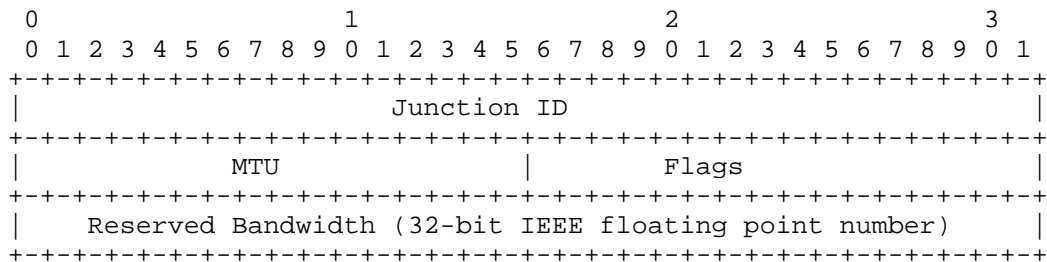 0                   1                   2                   3
 0 1 2 3 4 5 6 7 8 9 0 1 2 3 4 5 6 7 8 9 0 1 2 3 4 5 6 7 8 9 0 1
+-+-+-+-+-+-+-+-+-+-+-+-+-+-+-+-+-+-+-+-+-+-+-+-+-+-+-+-+-+-+-+-+
|                       Junction ID                             |
+-+-+-+-+-+-+-+-+-+-+-+-+-+-+-+-+-+-+-+-+-+-+-+-+-+-+-+-+-+-+-+-+
|             MTU               |        Flags                  |
+-+-+-+-+-+-+-+-+-+-+-+-+-+-+-+-+-+-+-+-+-+-+-+-+-+-+-+-+-+-+-+-+
|    Reserved Bandwidth (32-bit IEEE floating point number)     |
+-+-+-+-+-+-+-+-+-+-+-+-+-+-+-+-+-+-+-+-+-+-+-+-+-+-+-+-+-+-+-+-+